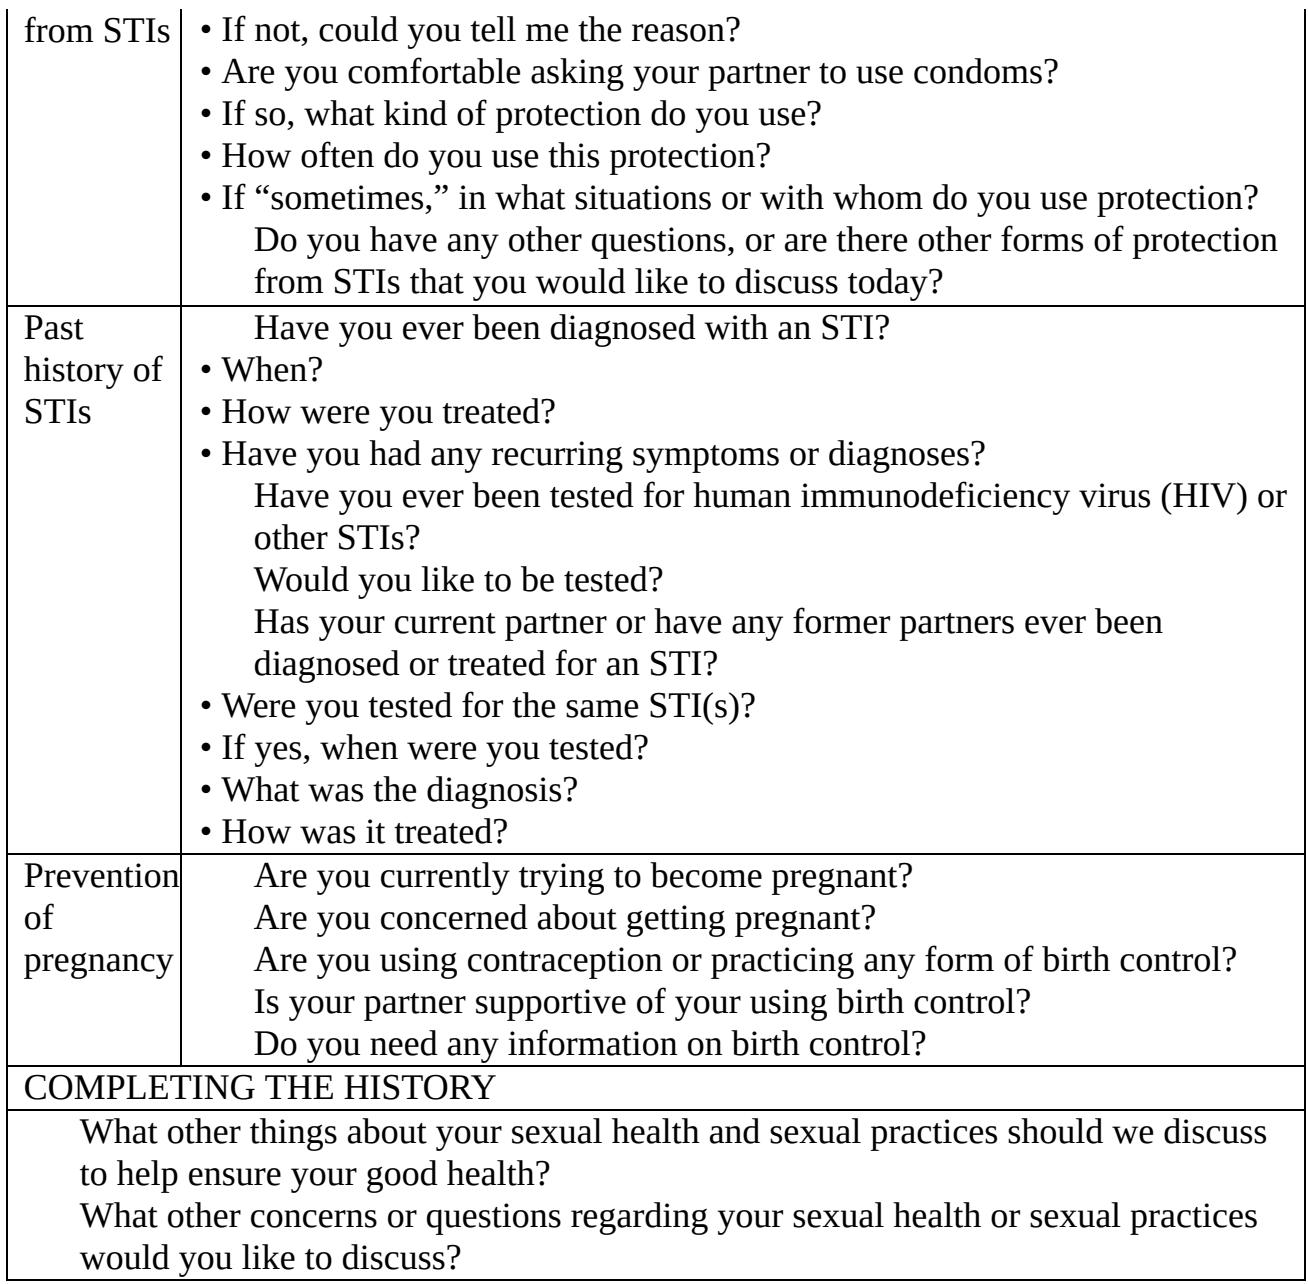 from STIs
• If not, could you tell me the reason?
• Are you comfortable asking your partner to use condoms?
• If so, what kind of protection do you use?
• How often do you use this protection?
• If “sometimes,” in what situations or with whom do you use protection?
Do you have any other questions, or are there other forms of protection
from STIs that you would like to discuss today?
Past
history of
STIs
Have you ever been diagnosed with an STI?
• When?
• How were you treated?
• Have you had any recurring symptoms or diagnoses?
Have you ever been tested for human immunodeficiency virus (HIV) or
other STIs?
Would you like to be tested?
Has your current partner or have any former partners ever been
diagnosed or treated for an STI?
• Were you tested for the same STI(s)?
• If yes, when were you tested?
• What was the diagnosis?
• How was it treated?
Prevention
of
pregnancy
Are you currently trying to become pregnant?
Are you concerned about getting pregnant?
Are you using contraception or practicing any form of birth control?
Is your partner supportive of your using birth control?
Do you need any information on birth control?
COMPLETING THE HISTORY
What other things about your sexual health and sexual practices should we discuss
to help ensure your good health?
What other concerns or questions regarding your sexual health or sexual practices
would you like to discuss?